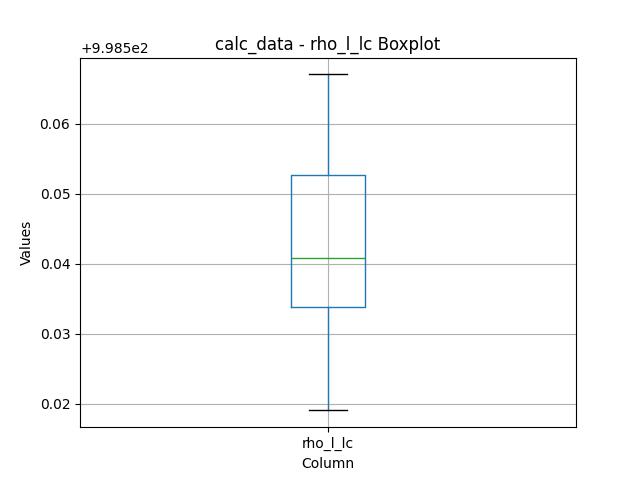 calc_data - rho_l_lc Boxplot
+9.985e2
0.06
0.05
0.04
0.03
0.02
Values
rho_l_lc
Column